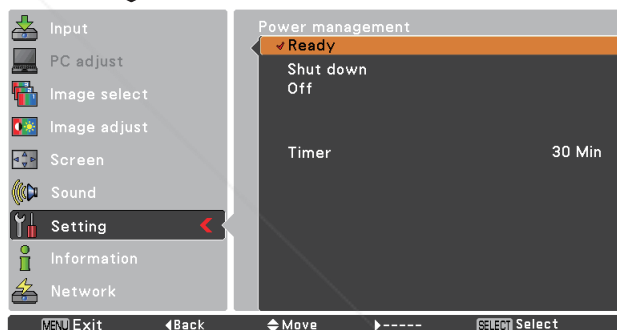 Input
PC adjust
Image select
Image adjust
Screen
Sound
Setting
Information
Network
Power management
Ready
Shut down
Off
Timer 30 Min
MENU Exit Back Move ----- SELECT Select